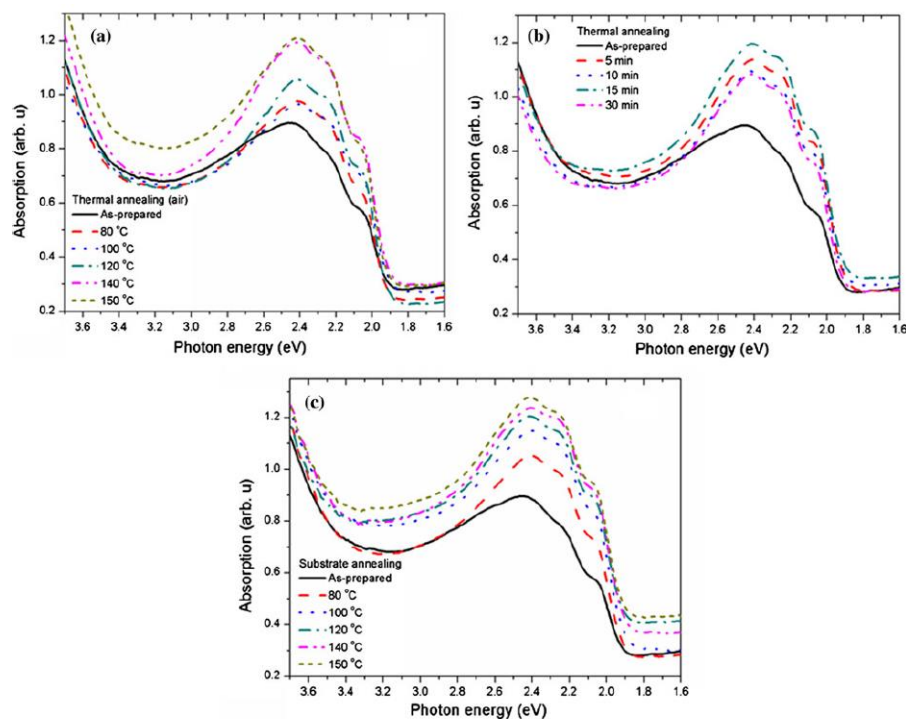 (a)
1.2
1.0
0.8
0.6
0.4
0.2
Absorption (arb. u)
Thermal annealing (air)
As-prepared
80 °C
100 °C
120 °C
140 °C
150 °C
3.6 3.4 3.2 3.0 2.8 2.6 2.4 2.2 2.0 1.8 1.6
Photon energy (eV)
(b)
1.2
1.0
0.8
0.6
0.4
0.2
Absorption (arb. u)
Thermal annealing
As-prepared
5 min
10 min
15 min
30 min
3.6 3.4 3.2 3.0 2.8 2.6 2.4 2.2 2.0 1.8 1.6
Photon energy (eV)
(c)
1.2
1.0
0.8
0.6
0.4
0.2
Absorption (arb. u)
Substrate annealing
As-prepared
80 °C
100 °C
120 °C
140 °C
150 °C
3.6 3.4 3.2 3.0 2.8 2.6 2.4 2.2 2.0 1.8 1.6
Photon energy (eV)